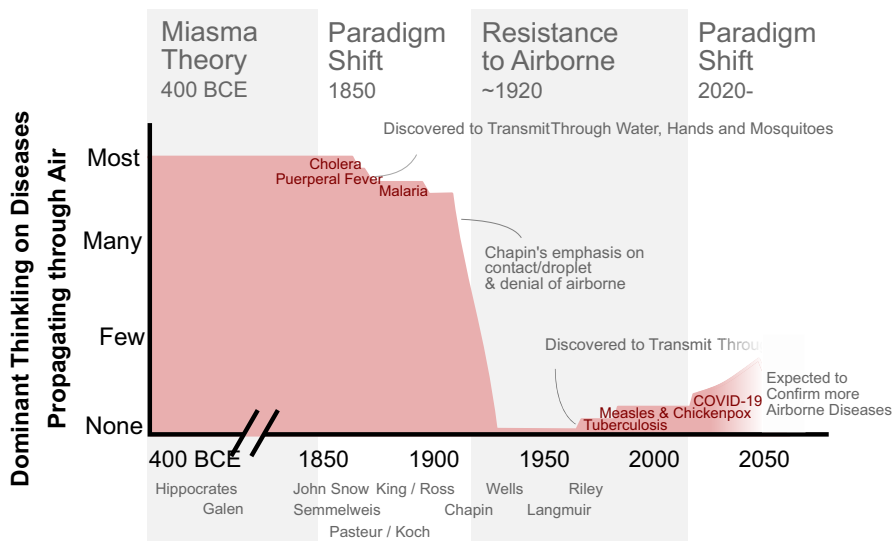 Miasma
Theory
400 BCE
Paradigm
Shift
1850
Resistance
to Airborne
~1920
Paradigm
Shift
2020-
Dominant Thinkling on Diseases
Propagating through Air
Most
Many
Few
None
Discovered to TransmitThrough Water, Hands and Mosquitoes
Cholera
Puerperal Fever
Malaria
Chapin's emphasis on
contact/droplet
& denial of airborne
Discovered to Transmit
Expected to
Confirm more
Airborne Diseases
COVID-19
Measles & Chickenpox
Tuberculosis
400 BCE
1850
1900
1950
2000
2050
Hippocrates
Galen
John Snow
Semmelweis
Pasteur / Koch
King / Ross
Chapin
Wells
Langmuir
Riley